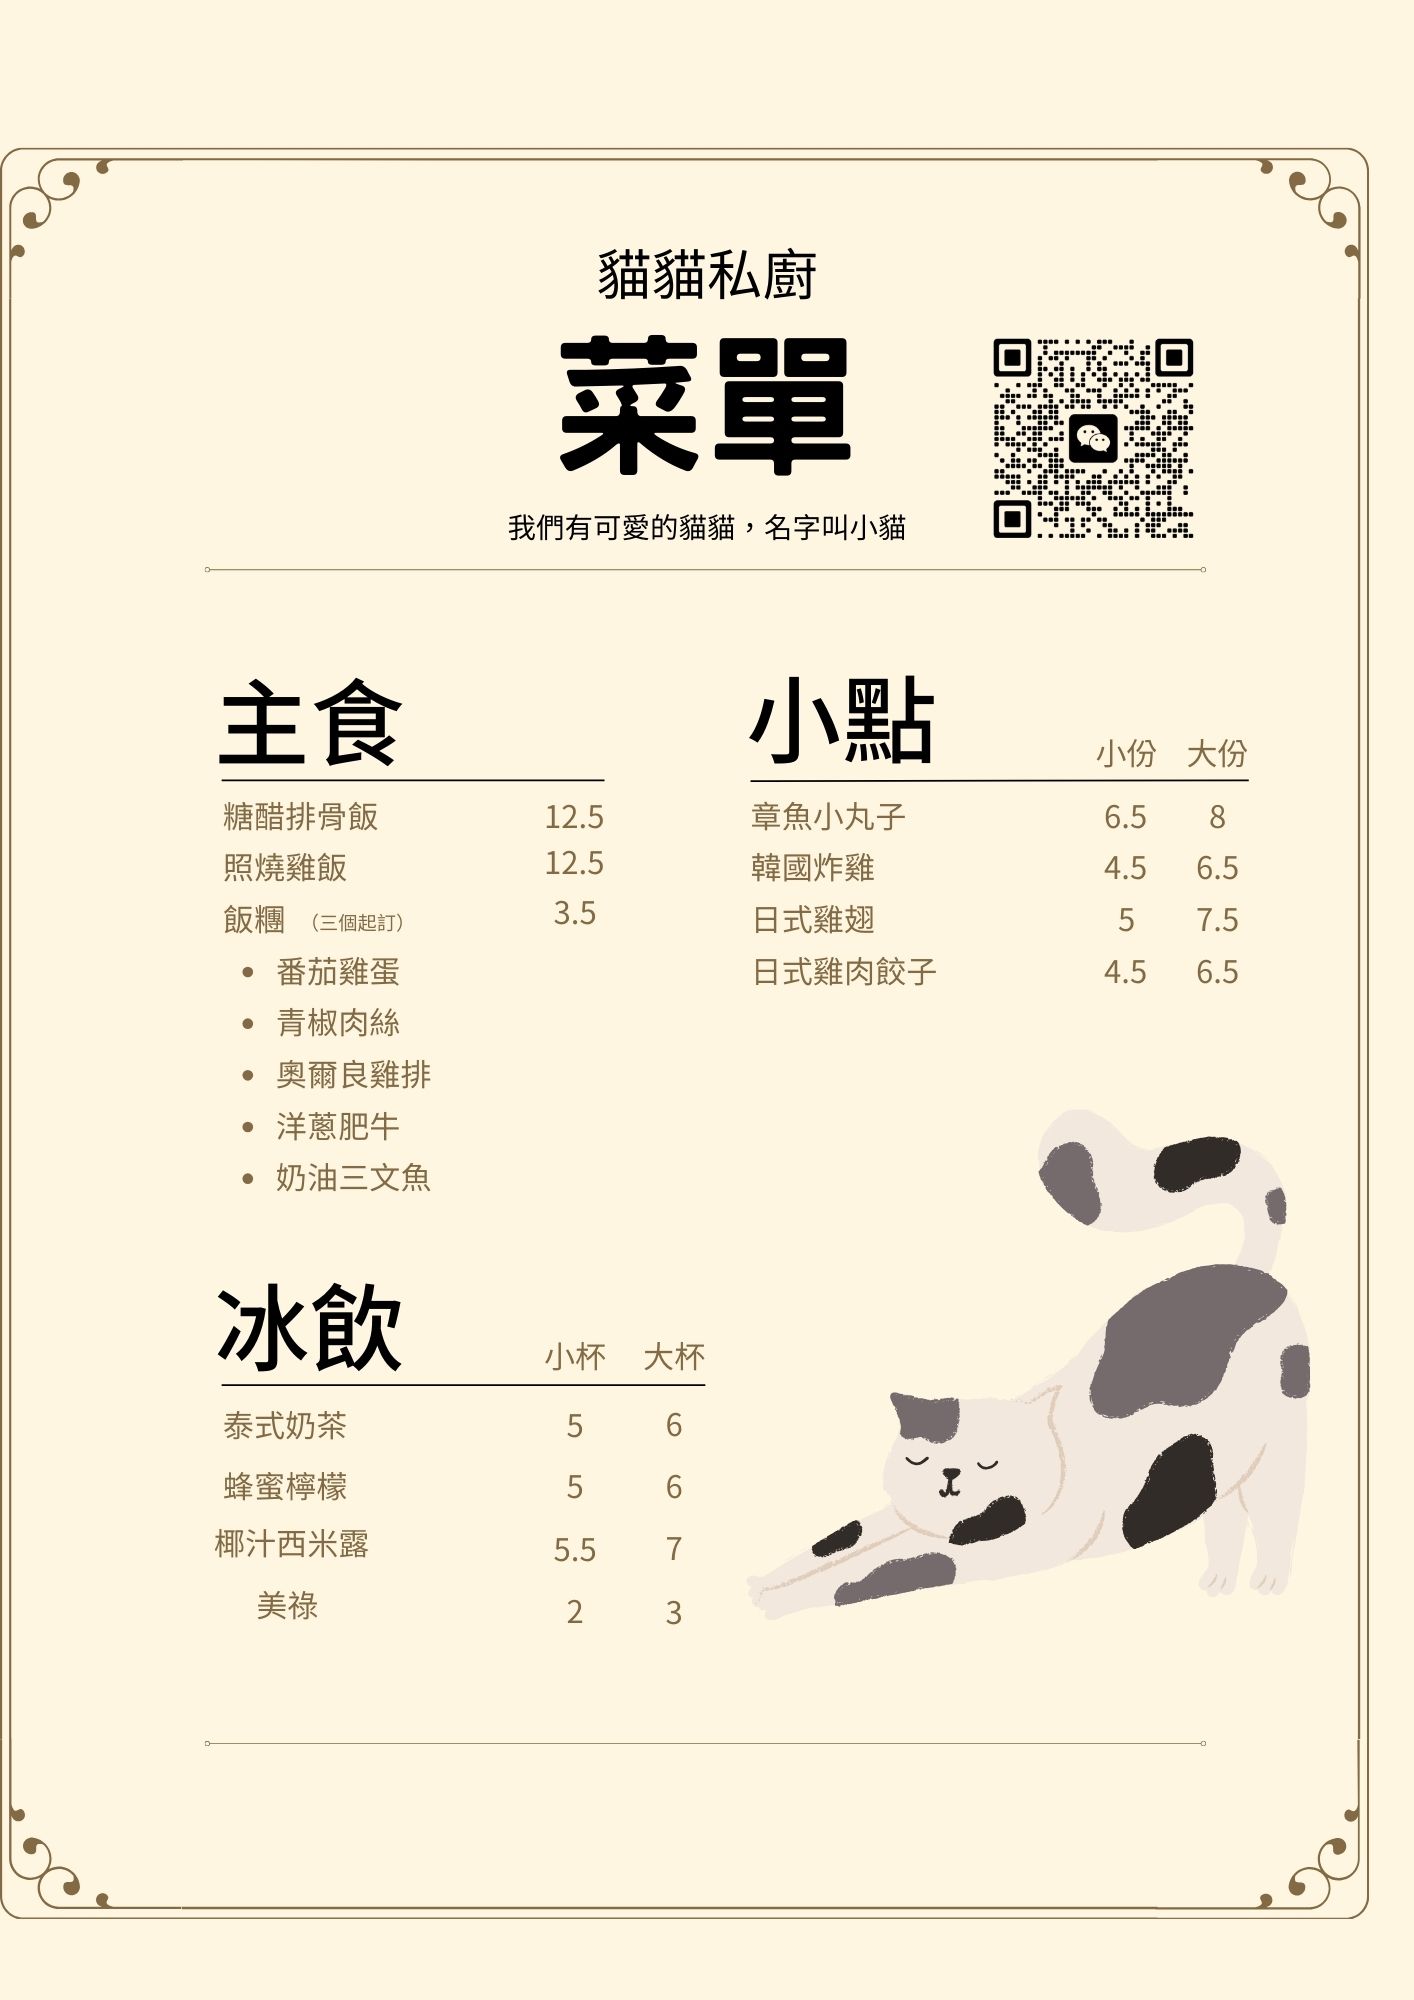 貓貓私廚
菜單
我們有可愛的貓貓，名字叫小貓
主食
糖醋排骨飯 12.5
照燒雞飯 12.5
飯糰 （三個起訂） 3.5
• 番茄雞蛋
• 青椒肉絲
• 奧爾良雞排
• 洋蔥肥牛
• 奶油三文魚
小點 小份 大份
章魚小丸子 6.5 8
韓國炸雞 4.5 6.5
日式雞翅 5 7.5
日式雞肉餃子 4.5 6.5
冰飲 小杯 大杯
泰式奶茶 5 6
蜂蜜檸檬 5 6
椰汁西米露 5.5 7
美祿 2 3